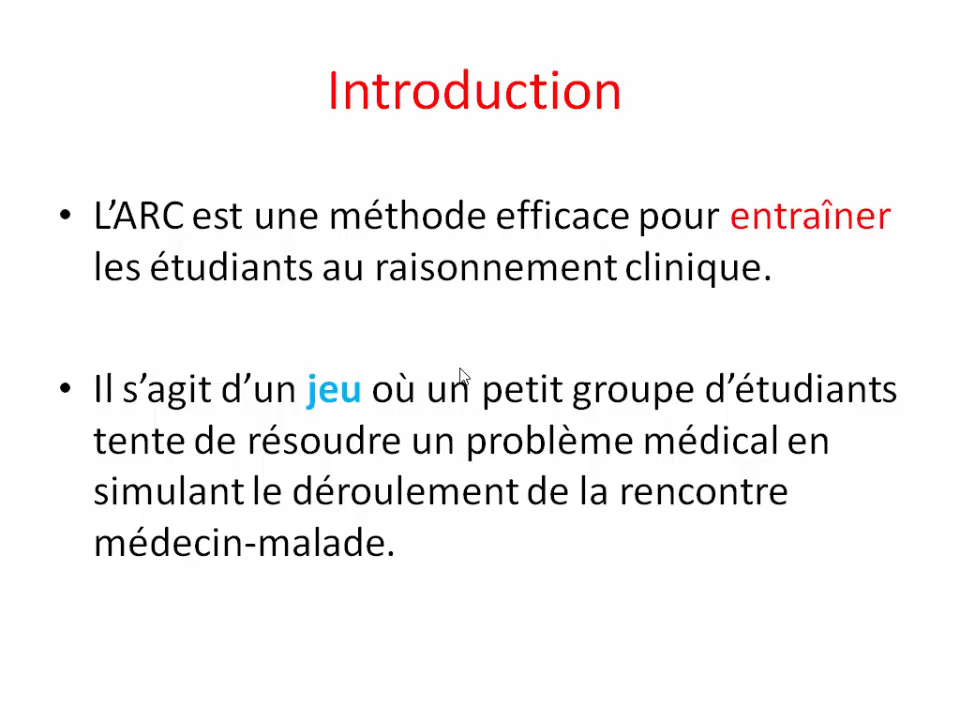 Introduction
• L’ARC est une méthode efficace pour entraîner
les étudiants au raisonnement clinique.
• Il s’agit d’un jeu où un petit groupe d’étudiants
tente de résoudre un problème médical en
simulant le déroulement de la rencontre
médecin-malade.